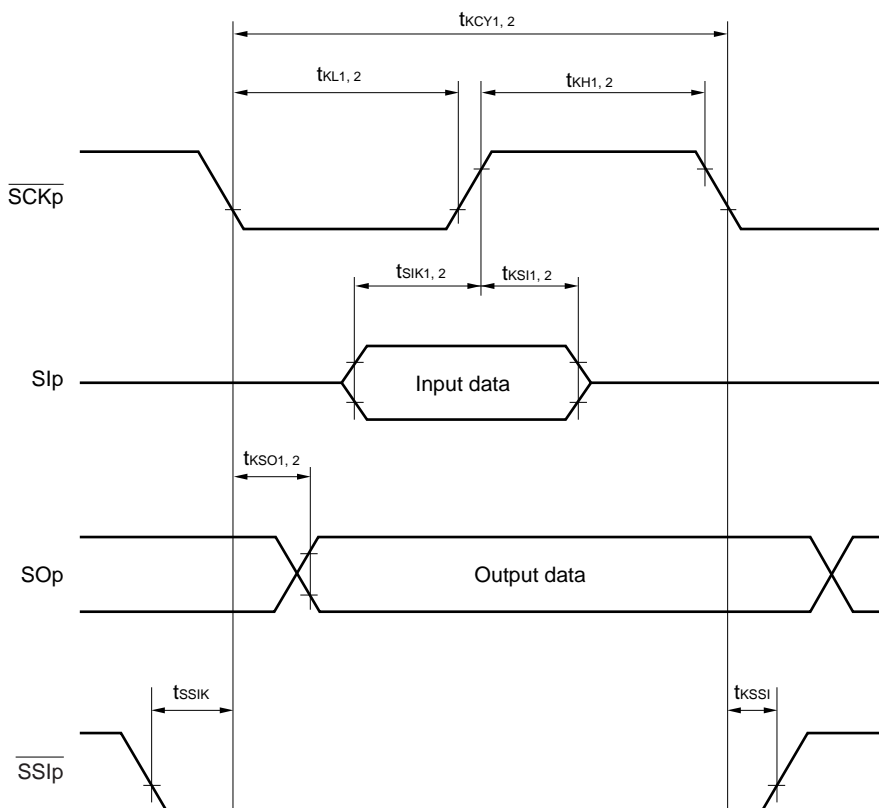 tKCY1, 2
tKL1, 2
tKH1, 2
SCKp
tSIK1, 2
tKSI1, 2
SIp
Input data
tKSO1, 2
SOp
Output data
tSSIK
tKSSI
SSIp